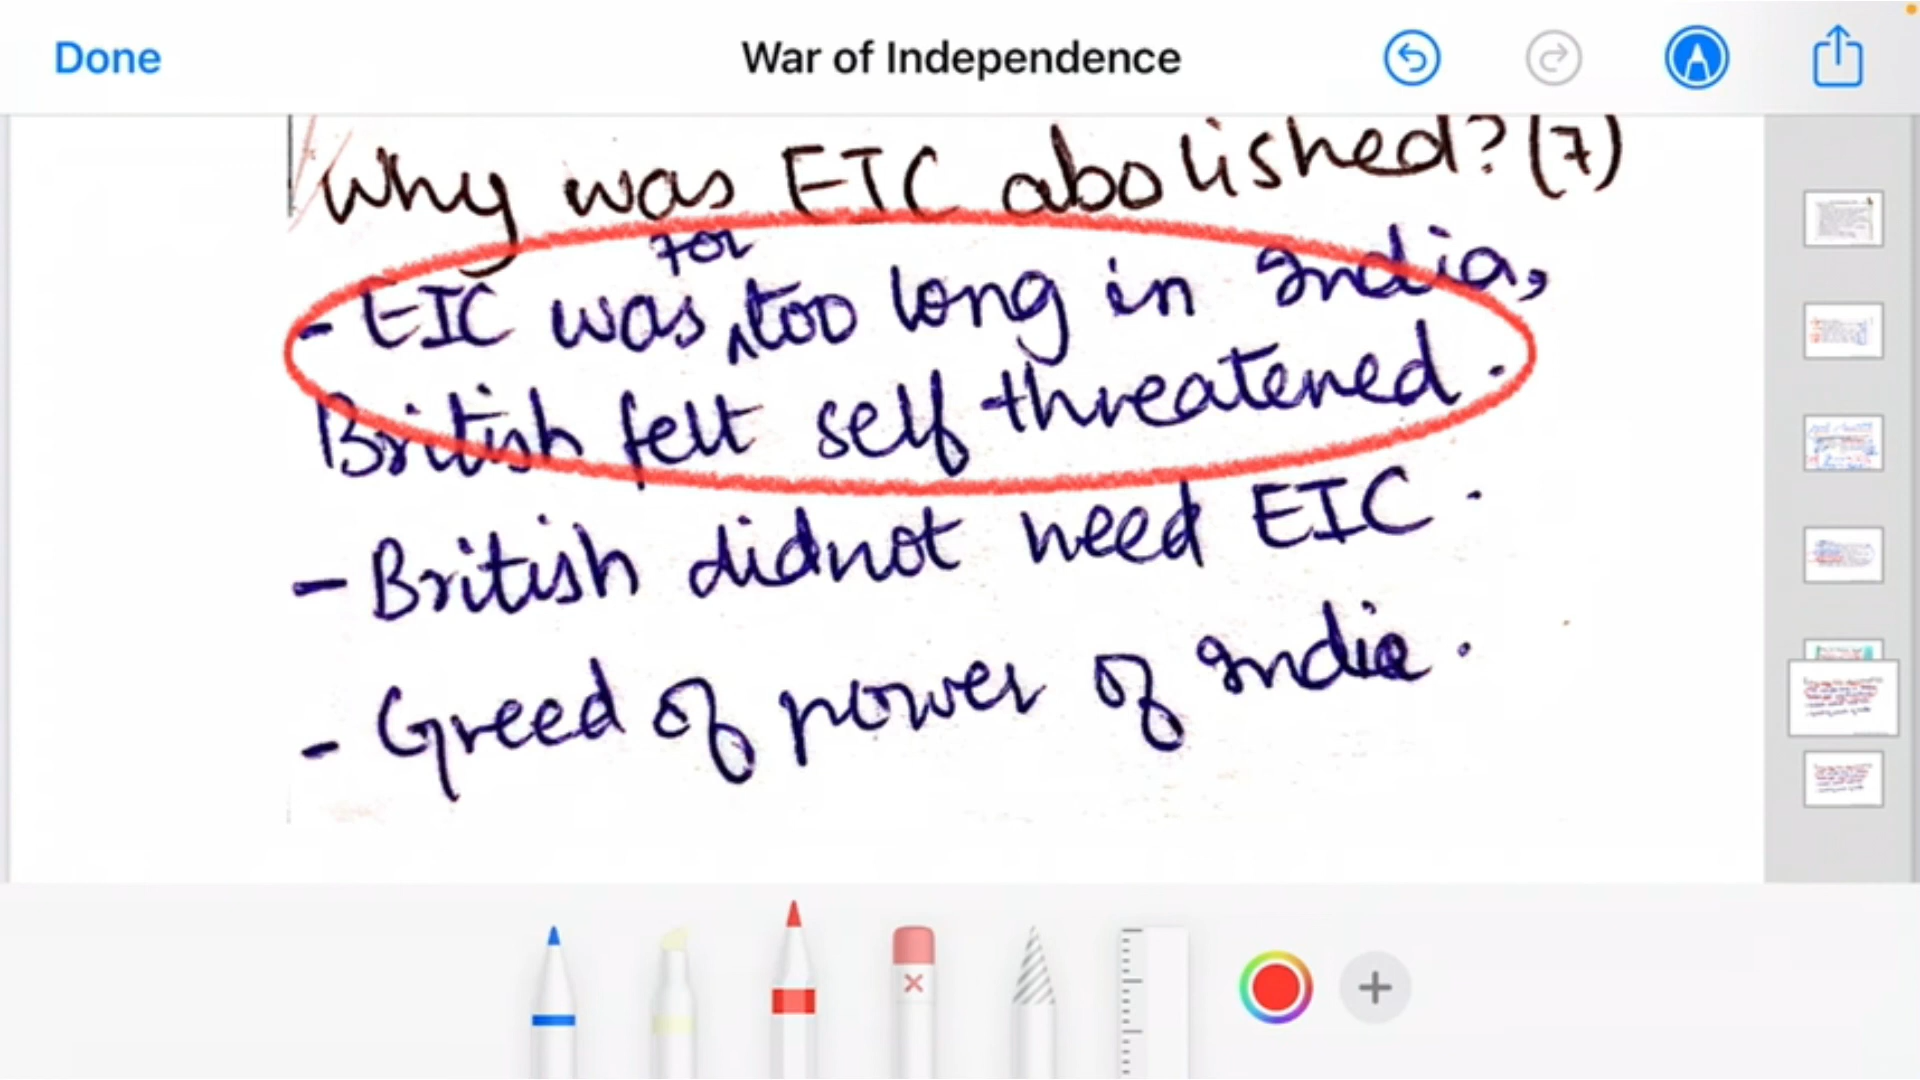 Done
War of Independence
Why was EIC abolished? (7)
- EIC was ^ for too long in India,
British felt self threatened.
- British didnot need EIC.
- Greed of power of India.